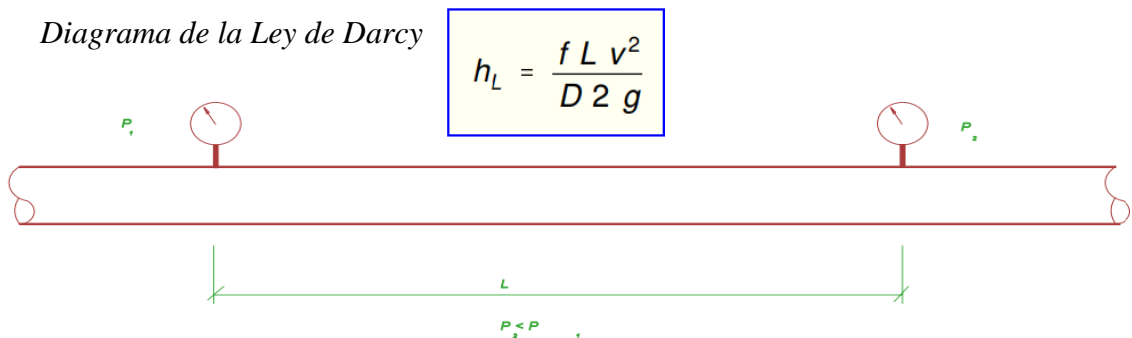 Diagrama de la Ley de Darcy
h_L = f L v² / D 2 g
P₁
P₂
L
P₂ < P₁